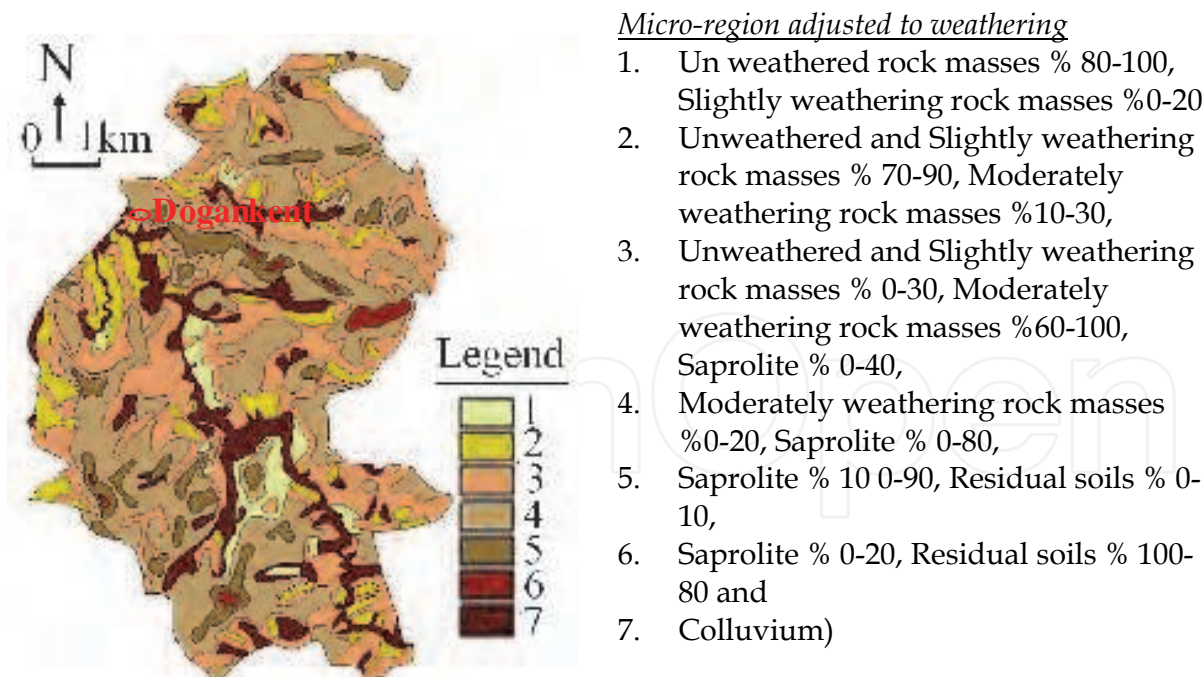 N
0 1km
Dogankent
Legend
1
2
3
4
5
6
7
Micro-region adjusted to weathering
1. Un weathered rock masses % 80-100,
Slightly weathering rock masses %0-20
2. Unweathered and Slightly weathering
rock masses % 70-90, Moderately
weathering rock masses %10-30,
3. Unweathered and Slightly weathering
rock masses % 0-30, Moderately
weathering rock masses %60-100,
Saprolite % 0-40,
4. Moderately weathering rock masses
%0-20, Saprolite % 0-80,
5. Saprolite % 10 0-90, Residual soils % 0-
10,
6. Saprolite % 0-20, Residual soils % 100-
80 and
7. Colluvium)